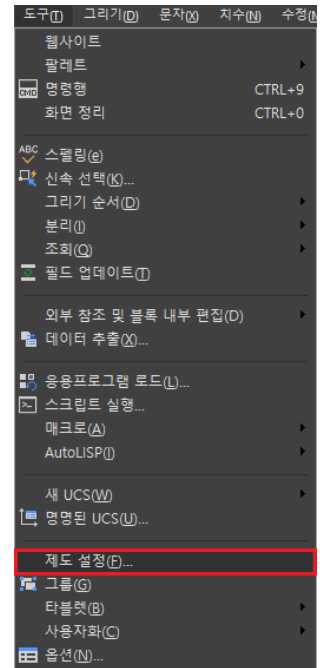 도구(T) 그리기(D) 문자(X) 치수(N) 수정(M
웹사이트
팔레트
CMD 명령행 CTRL+9
화면 정리 CTRL+0
ABC 스펠링(e)
신속 선택(K)...
그리기 순서(D)
분리(I)
조회(Q)
필드 업데이트(T)
외부 참조 및 블록 내부 편집(D)
데이터 추출(X)...
응용프로그램 로드(L)...
스크립트 실행...
매크로(A)
AutoLISP(I)
새 UCS(W)
명명된 UCS(U)...
제도 설정(F)...
그룹(G)
타블렛(B)
사용자화(C)
옵션(N)...